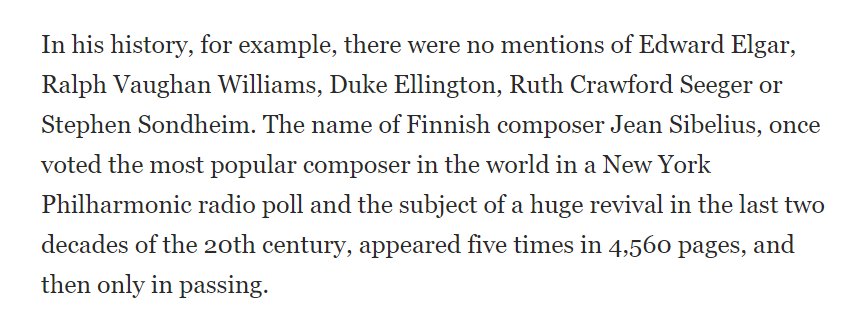 In his history, for example, there were no mentions of Edward Elgar,
Ralph Vaughan Williams, Duke Ellington, Ruth Crawford Seeger or
Stephen Sondheim. The name of Finnish composer Jean Sibelius, once
voted the most popular composer in the world in a New York
Philharmonic radio poll and the subject of a huge revival in the last two
decades of the 20th century, appeared five times in 4,560 pages, and
then only in passing.